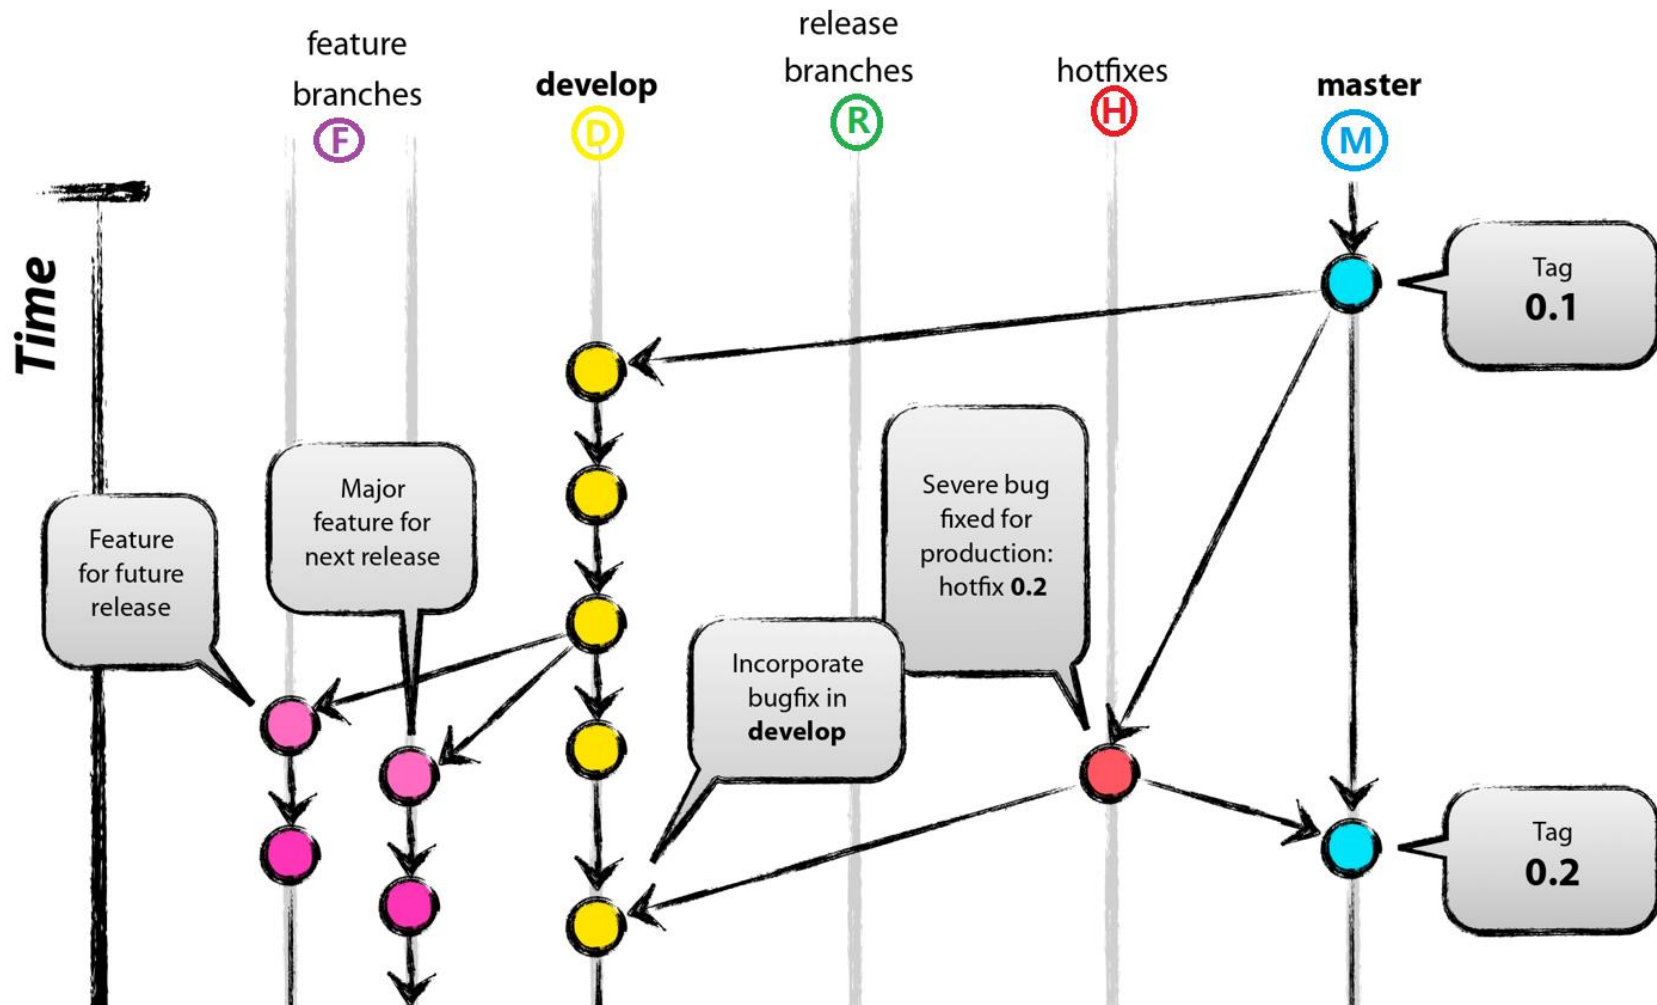 feature
branches
F
develop
D
release
branches
R
hotfixes
H
master
M
Time
Tag
0.1
Feature
for future
release
Major
feature for
next release
Severe bug
fixed for
production:
hotfix 0.2
Incorporate
bugfix in
develop
Tag
0.2